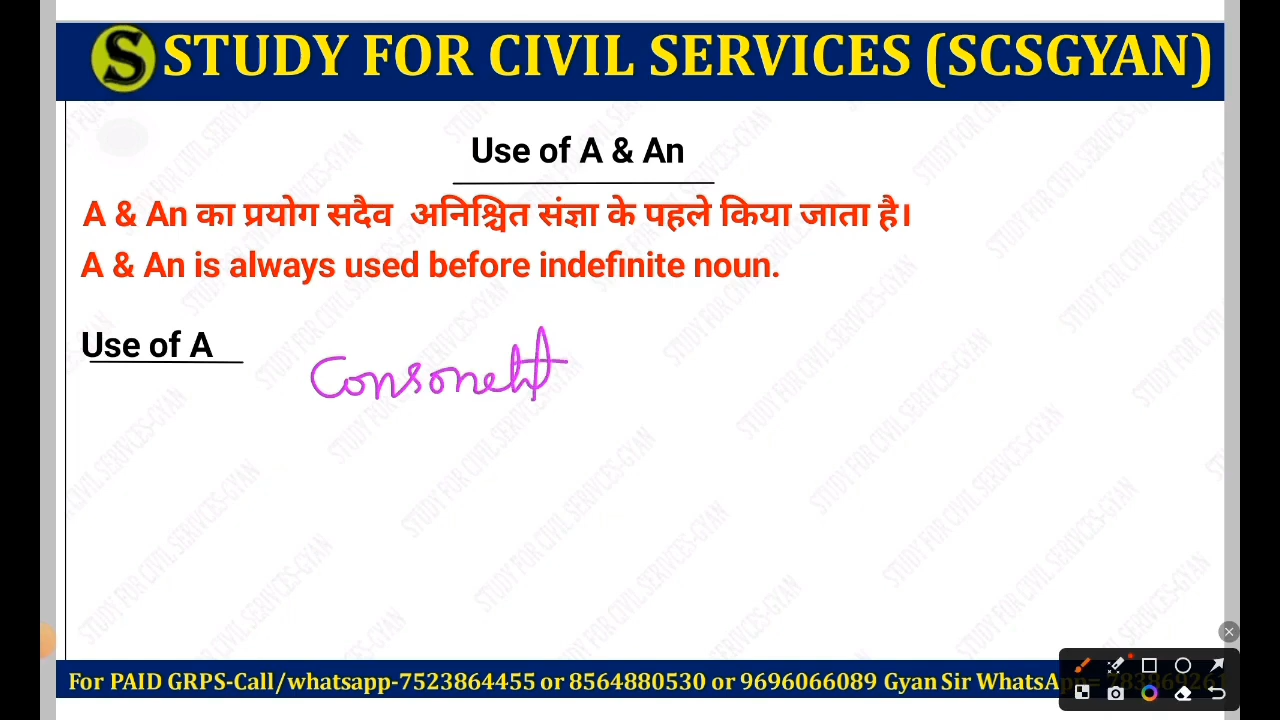 S STUDY FOR CIVIL SERVICES (SCSGYAN)
Use of A & An
A & An का प्रयोग सदैव अनिश्चित संज्ञा के पहले किया जाता है।
A & An is always used before indefinite noun.
Use of A
Consonent
For PAID GRPS-Call/whatsapp-7523864455 or 8564880530 or 9696066089 Gyan Sir WhatsApp=